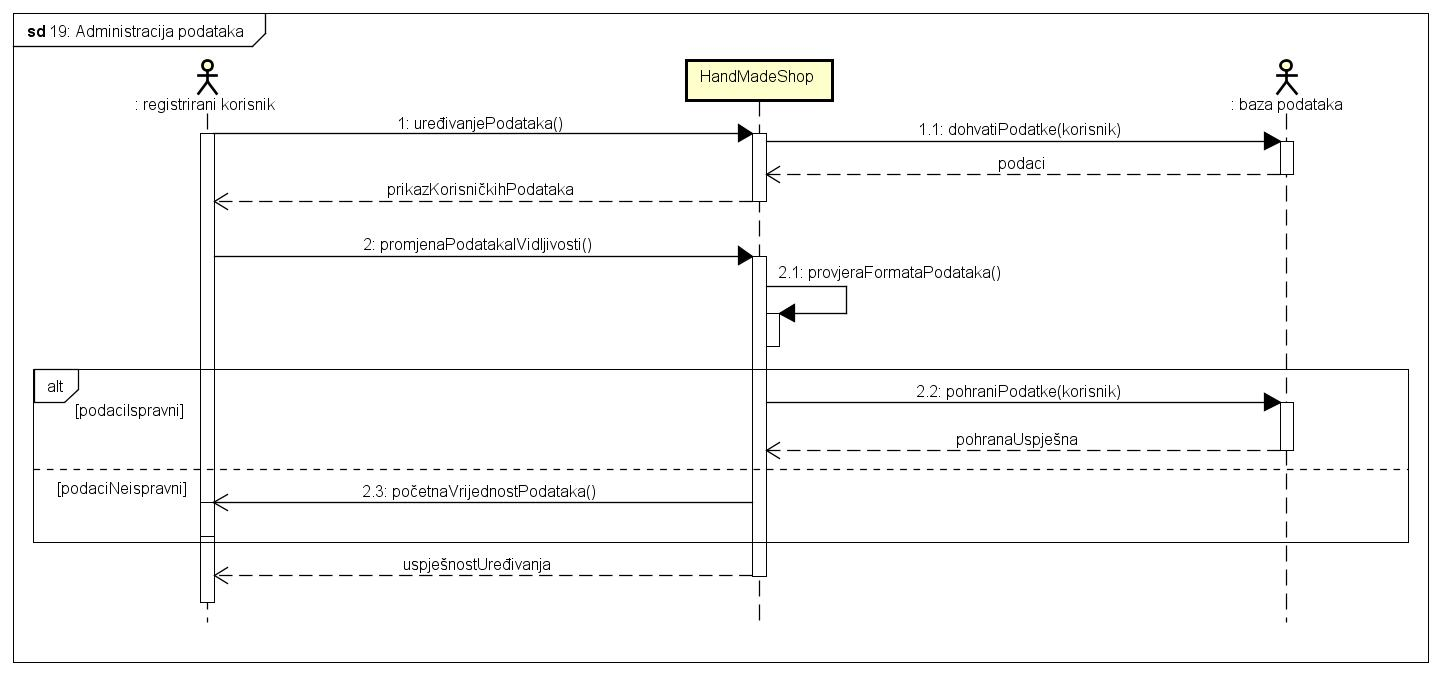 sd 19: Administracija podataka
: registrirani korisnik
HandMadeShop
: baza podataka
1: uređivanjePodataka()
1.1: dohvatiPodatke(korisnik)
podaci
prikazKorisničkihPodataka
2: promjenaPodatakaIVidljivosti()
2.1: provjeraFormataPodataka()
alt
[podaciIspravni]
2.2: pohraniPodatke(korisnik)
pohranaUspješna
[podaciNeispravni]
2.3: početnaVrijednostPodataka()
uspješnostUređivanja